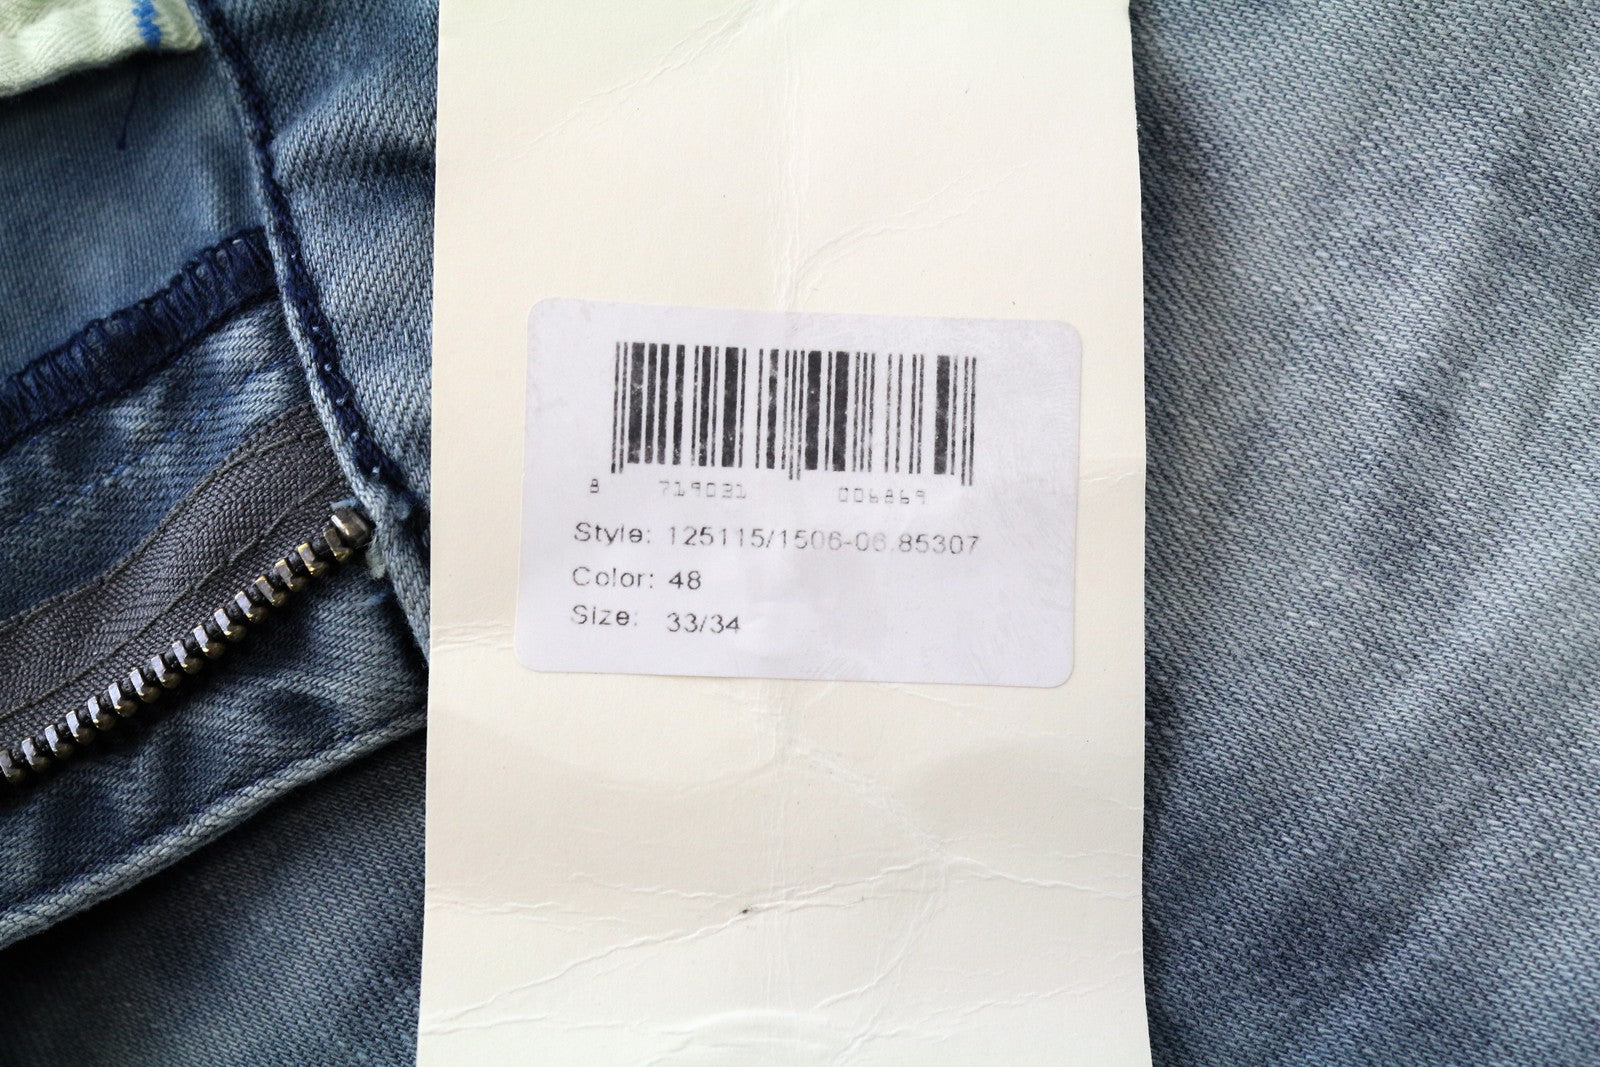 8 719031 006869
Style: 125115/1506-06.85307
Color: 48
Size: 33/34